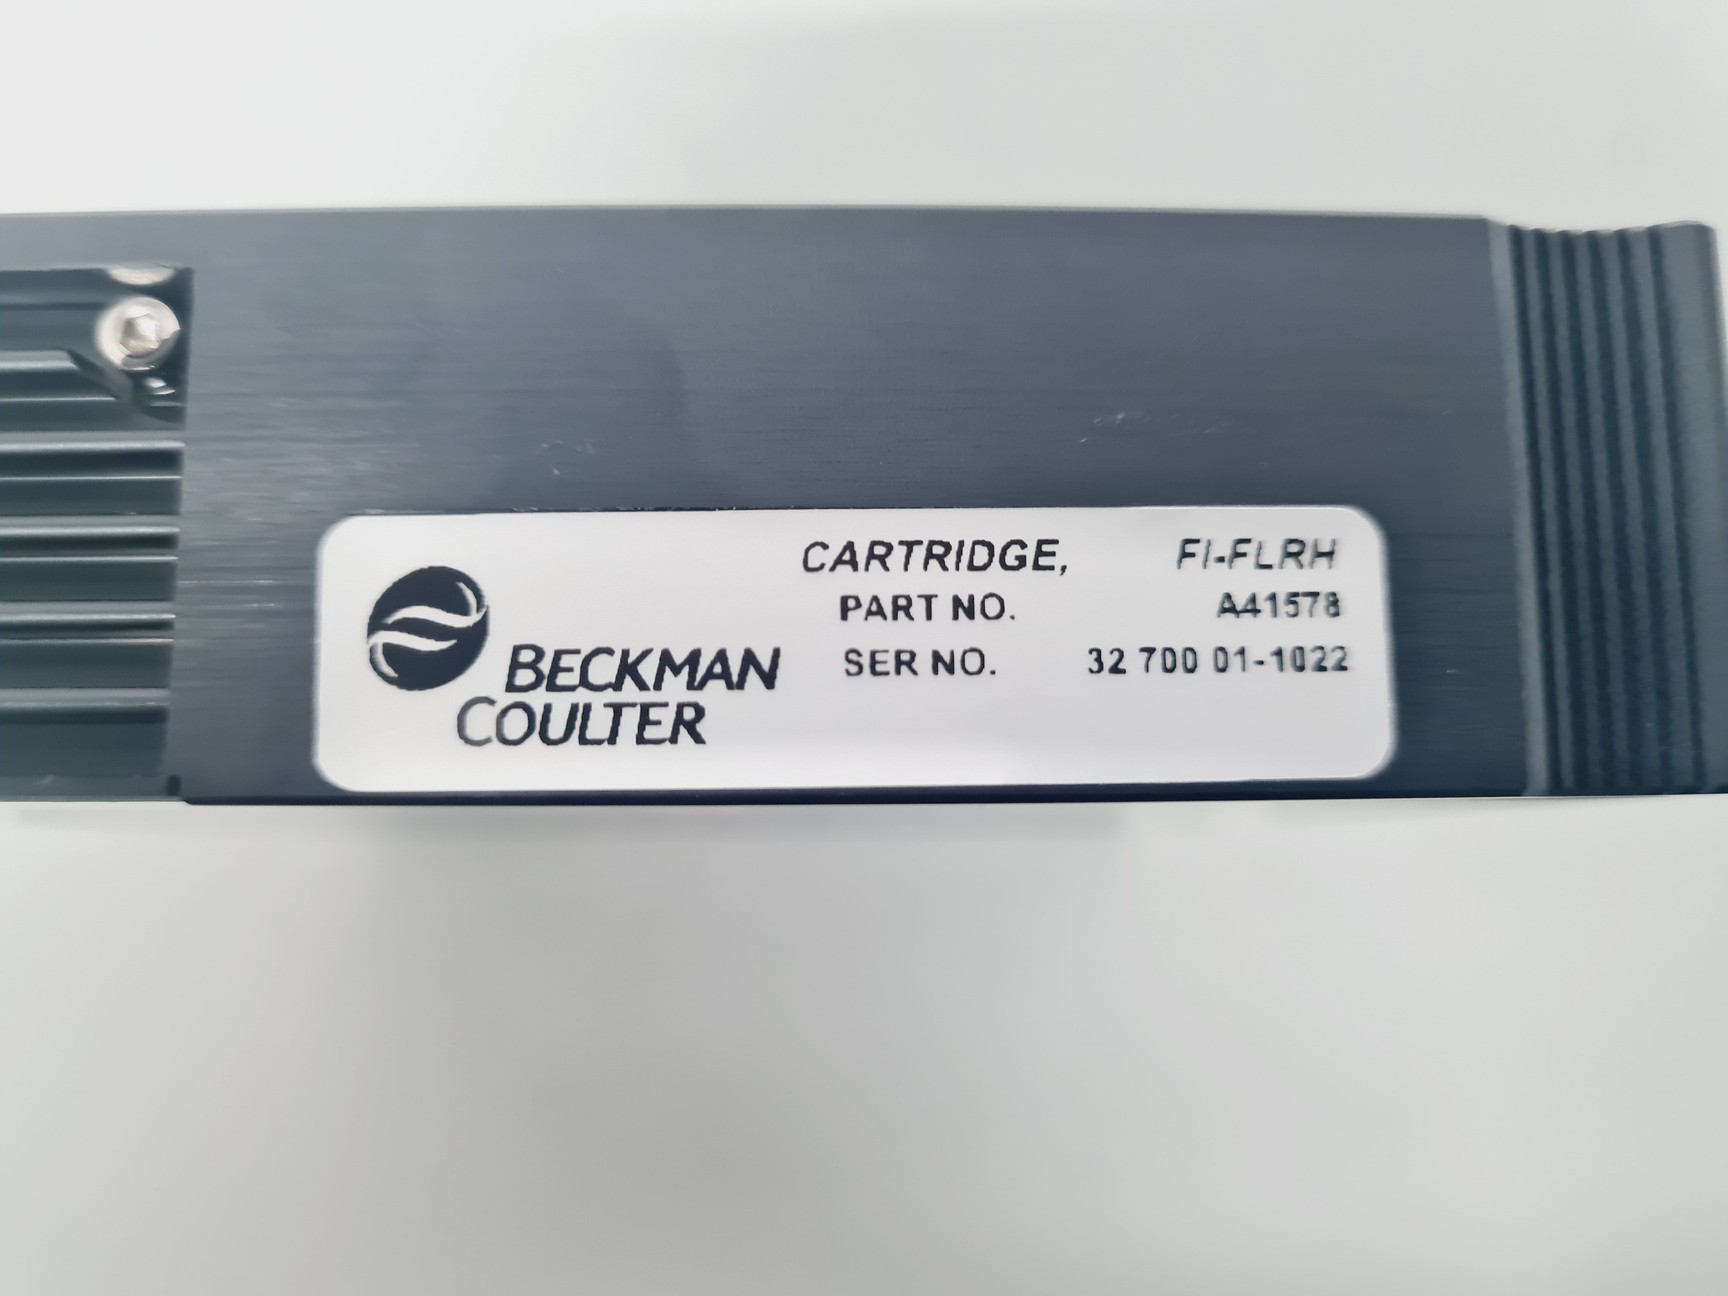 CARTRIDGE, FI-FLRH
PART NO. A41578
SER NO. 32 700 01-1022
BECKMAN
COULTER